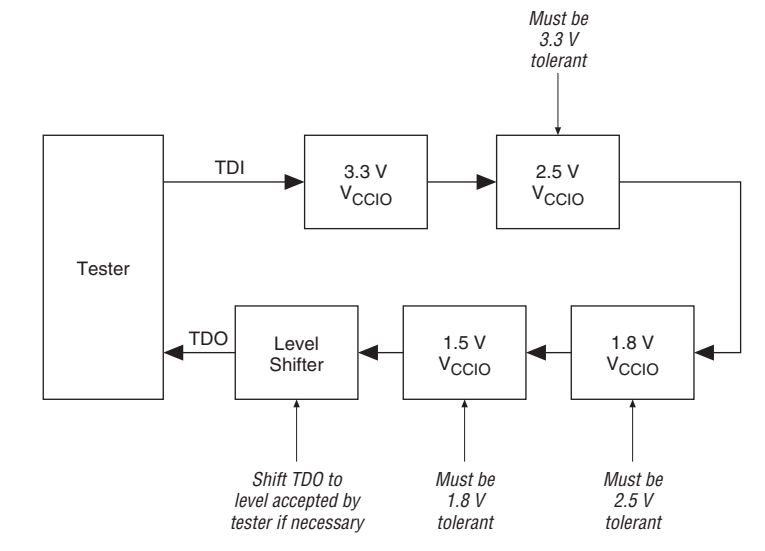 Must be
3.3 V
tolerant
TDI
3.3 V
VCCIO
2.5 V
VCCIO
Tester
TDO
Level
Shifter
1.5 V
VCCIO
1.8 V
VCCIO
Shift TDO to
level accepted by
tester if necessary
Must be
1.8 V
tolerant
Must be
2.5 V
tolerant